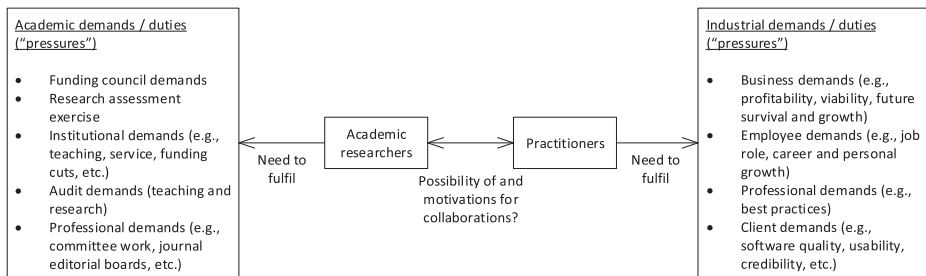 Academic demands / duties
(“pressures”)
• Funding council demands
• Research assessment
exercise
• Institutional demands (e.g.,
teaching, service, funding
cuts, etc.)
• Audit demands (teaching and
research)
• Professional demands (e.g.,
committee work, journal
editorial boards, etc.)
Need to
fulfil
Academic
researchers
Possibility of and
motivations for
collaborations?
Practitioners
Need to
fulfil
Industrial demands / duties
(“pressures”)
• Business demands (e.g.,
profitability, viability, future
survival and growth)
• Employee demands (e.g., job
role, career and personal
growth)
• Professional demands (e.g.,
best practices)
• Client demands (e.g.,
software quality, usability,
credibility, etc.)